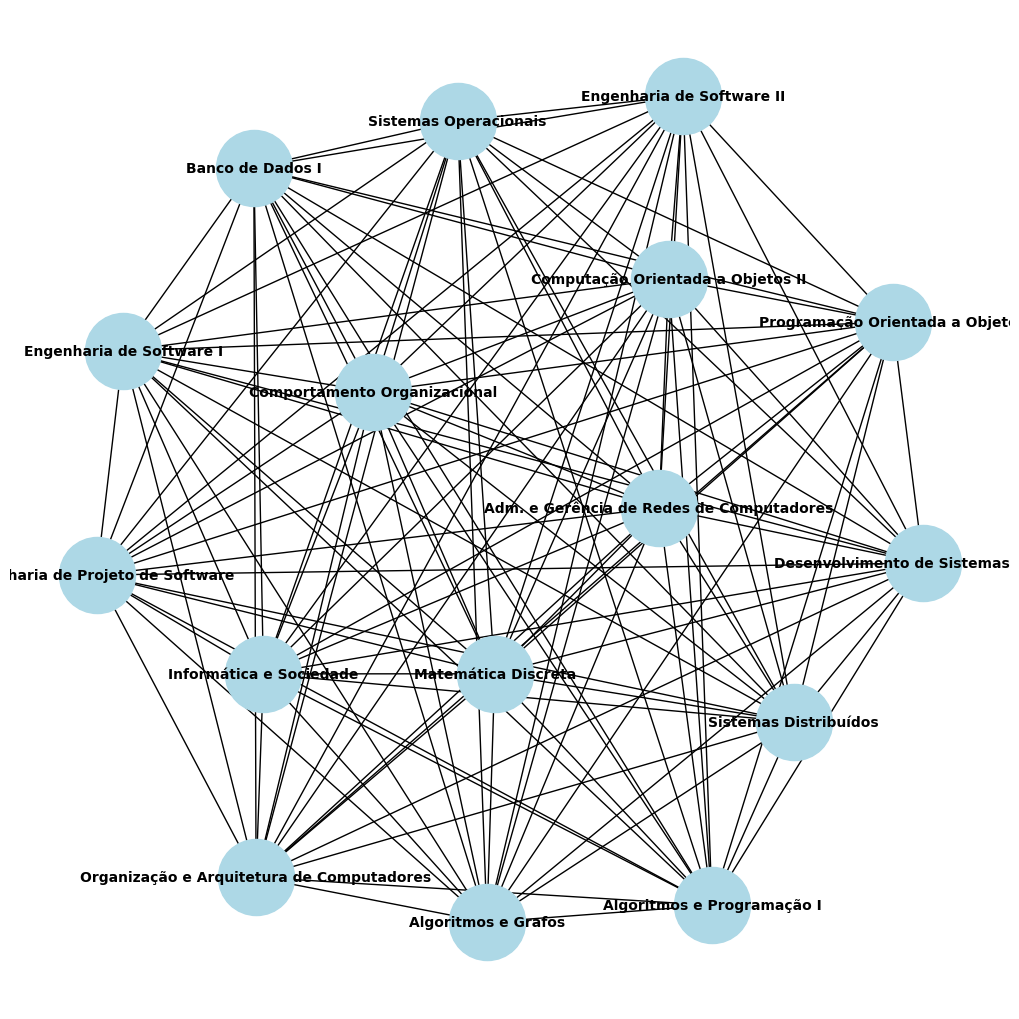 Engenharia de Software II
Sistemas Operacionais
Banco de Dados I
Computação Orientada a Objetos II
Programação Orientada a Objeto
Engenharia de Software I
Comportamento Organizacional
Adm. e Gerência de Redes de Computadores
Desenvolvimento de Sistemas
haria de Projeto de Software
Informática e Sociedade
Matemática Discreta
Sistemas Distribuídos
Organização e Arquitetura de Computadores
Algoritmos e Programação I
Algoritmos e Grafos